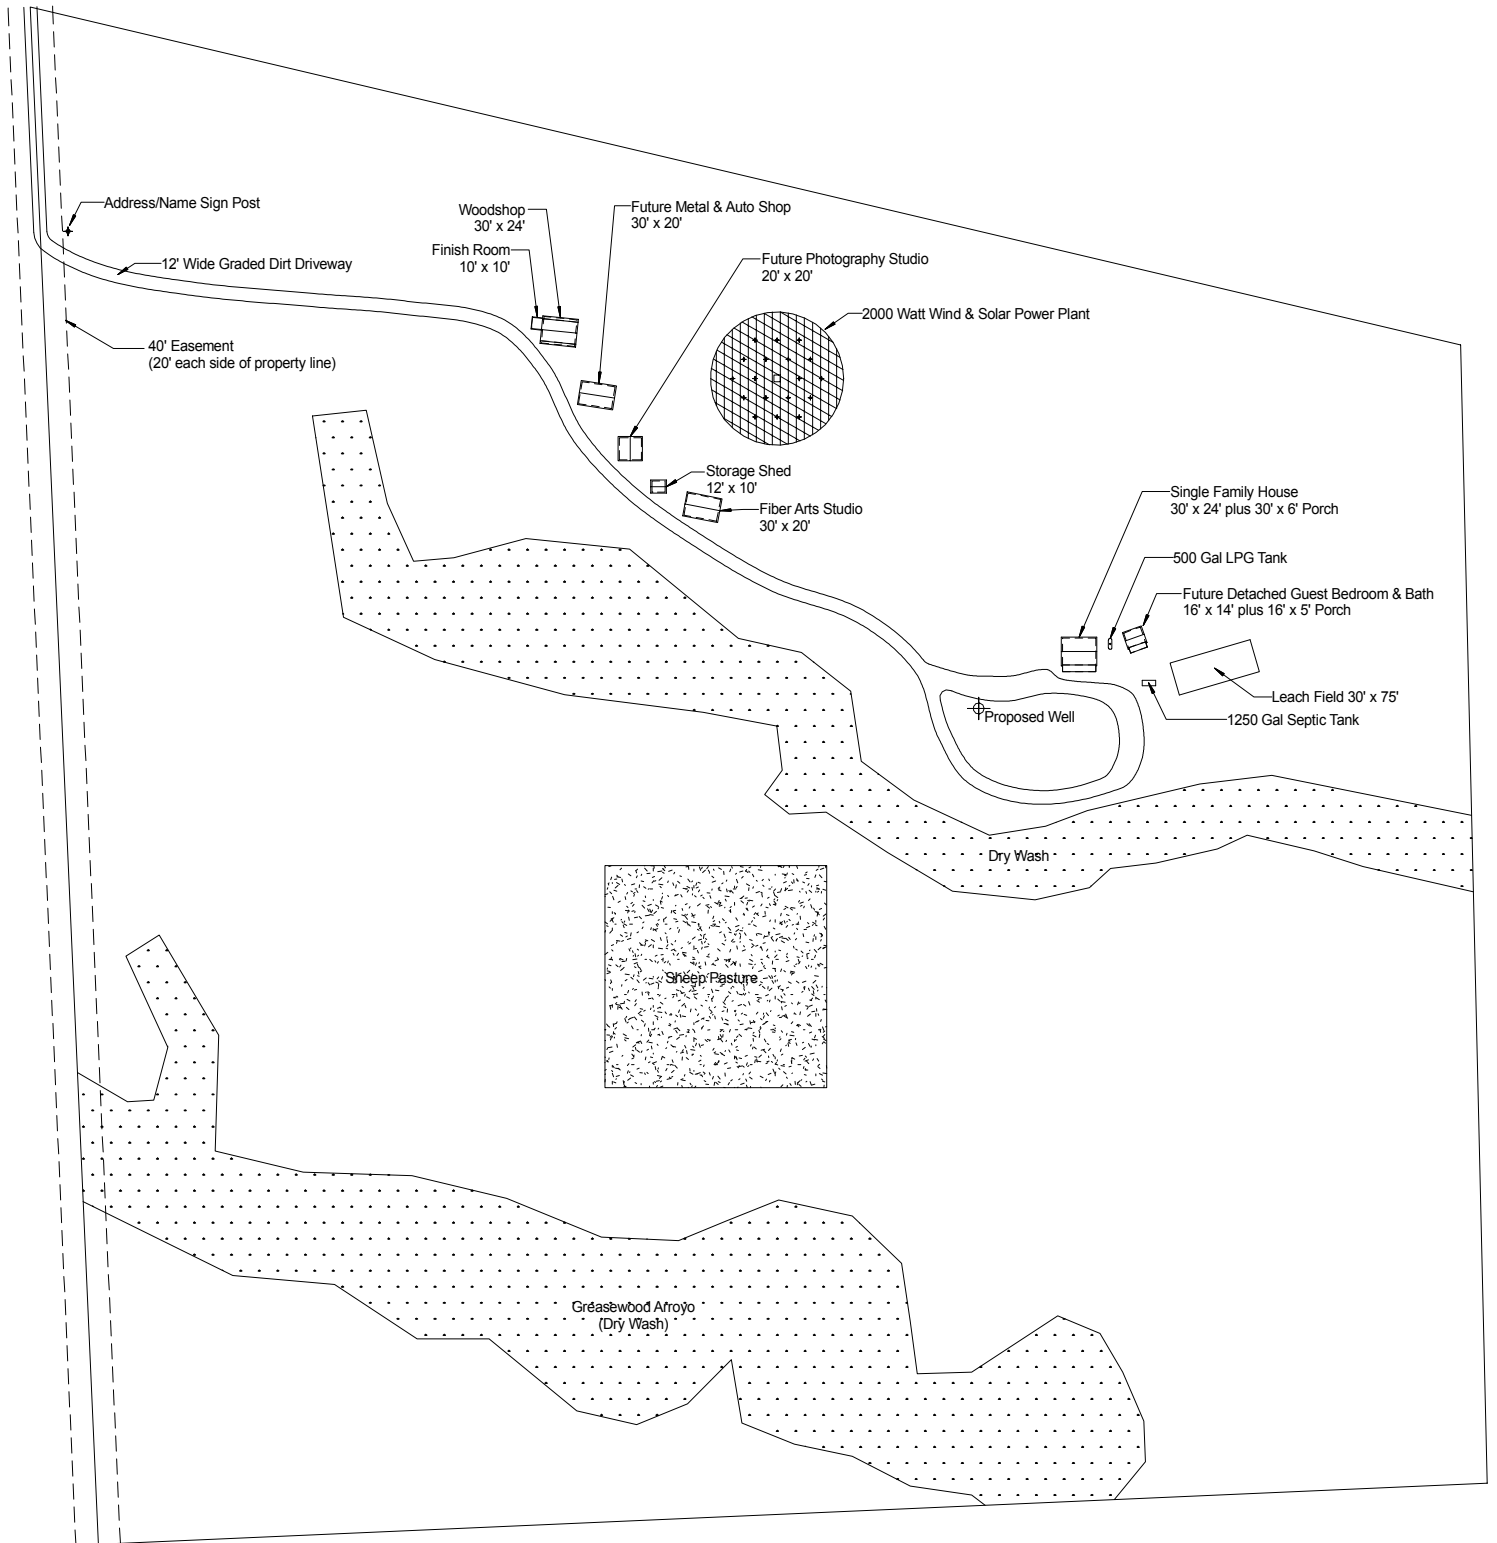 Address/Name Sign Post
Woodshop
30' x 24'
Future Metal & Auto Shop
30' x 20'
Finish Room
10' x 10'
12' Wide Graded Dirt Driveway
Future Photography Studio
20' x 20'
2000 Watt Wind & Solar Power Plant
40' Easement
(20' each side of property line)
Storage Shed
12' x 10'
Fiber Arts Studio
30' x 20'
Single Family House
30' x 24' plus 30' x 6' Porch
500 Gal LPG Tank
Future Detached Guest Bedroom & Bath
16' x 14' plus 16' x 5' Porch
Leach Field 30' x 75'
1250 Gal Septic Tank
Proposed Well
Dry Wash
Sheep Pasture
Greasewood Arroyo
(Dry Wash)